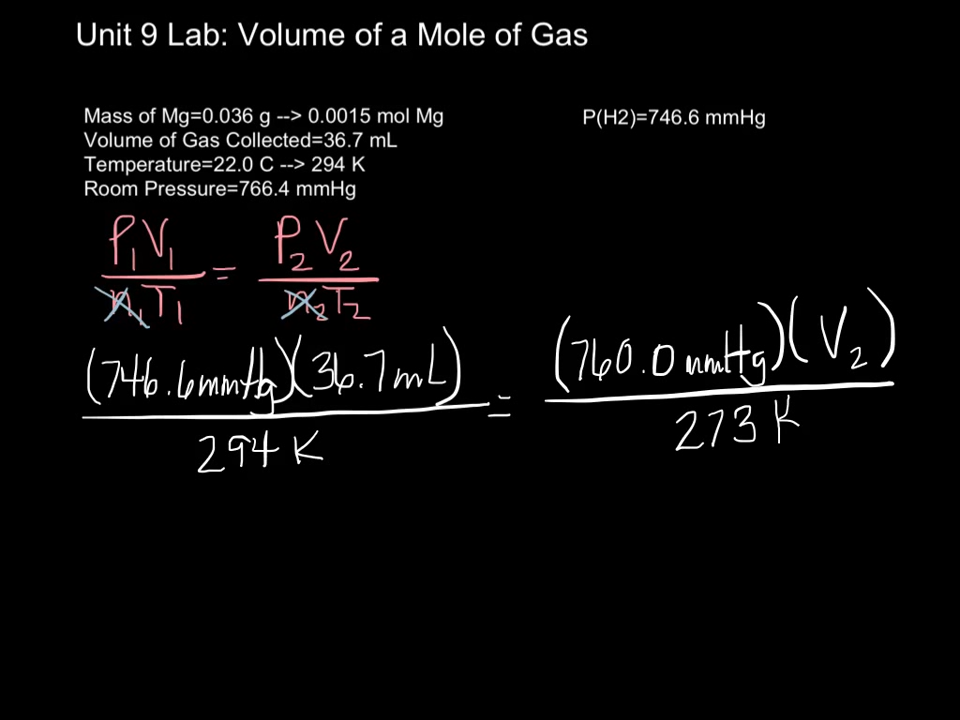 Unit 9 Lab: Volume of a Mole of Gas
Mass of Mg=0.036 g --> 0.0015 mol Mg
P(H2)=746.6 mmHg
Volume of Gas Collected=36.7 mL
Temperature=22.0 C --> 294 K
Room Pressure=766.4 mmHg
P₁V₁ = P₂V₂
n₁T₁ n₂T₂
(746.6mmHg)(36.7mL) = (760.0mmHg)(V₂)
294 K 273 K